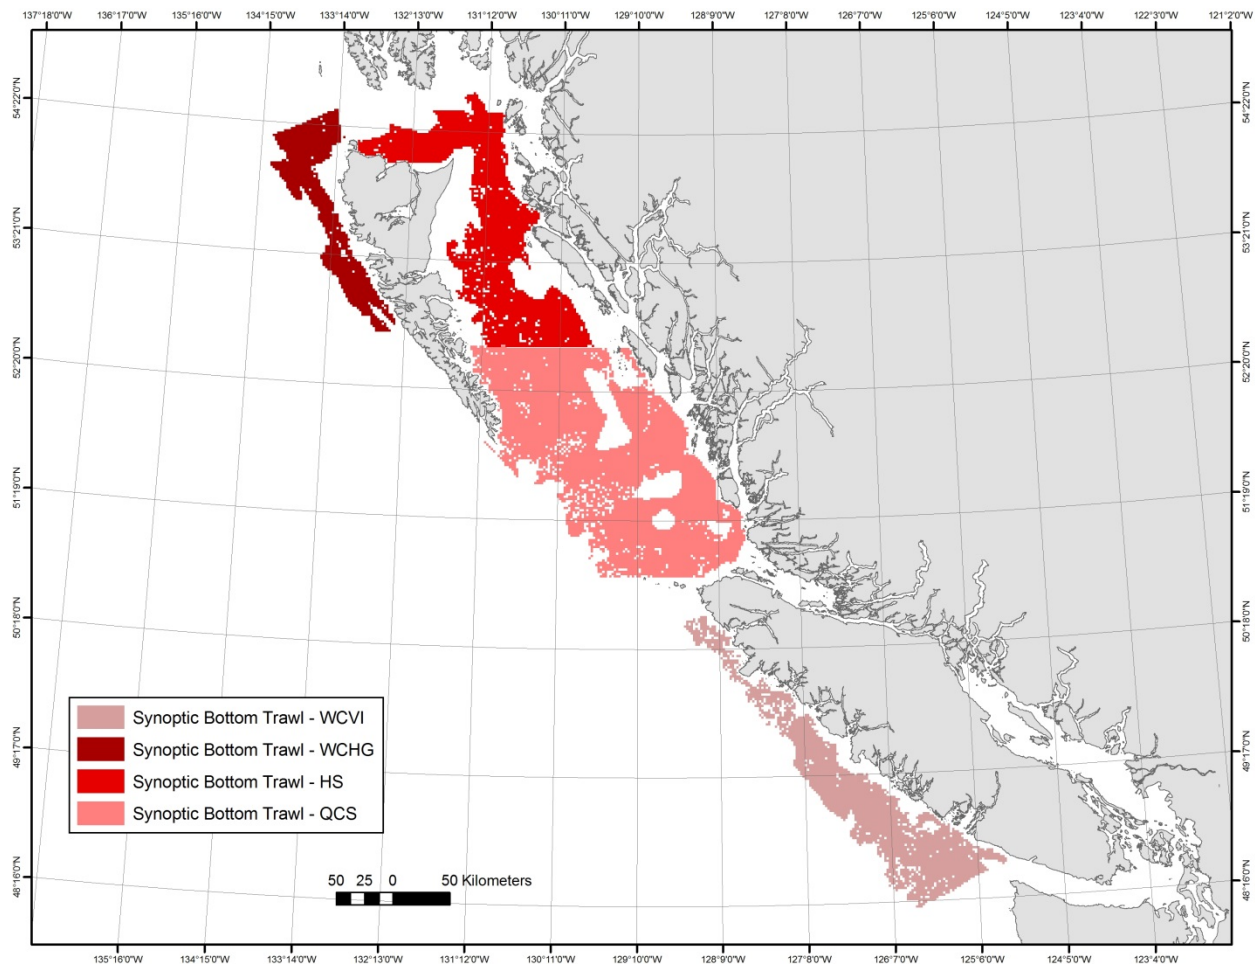 137°18'0"W 136°17'0"W 135°16'0"W 134°15'0"W 133°14'0"W 132°13'0"W 131°12'0"W 130°11'0"W 129°10'0"W 128°9'0"W 127°8'0"W 126°7'0"W 125°6'0"W 124°5'0"W 123°4'0"W 122°3'0"W 121°2'0"W
54°22'0"N 54°22'0"N
53°21'0"N 53°21'0"N
52°20'0"N 52°20'0"N
51°19'0"N 51°19'0"N
50°18'0"N 50°18'0"N
49°17'0"N 49°17'0"N
48°16'0"N 48°16'0"N
Synoptic Bottom Trawl - WCVI
Synoptic Bottom Trawl - WCHG
Synoptic Bottom Trawl - HS
Synoptic Bottom Trawl - QCS
50 25 0 50 Kilometers
135°16'0"W 134°15'0"W 133°14'0"W 132°13'0"W 131°12'0"W 130°11'0"W 129°10'0"W 128°9'0"W 127°8'0"W 126°7'0"W 125°6'0"W 124°5'0"W 123°4'0"W